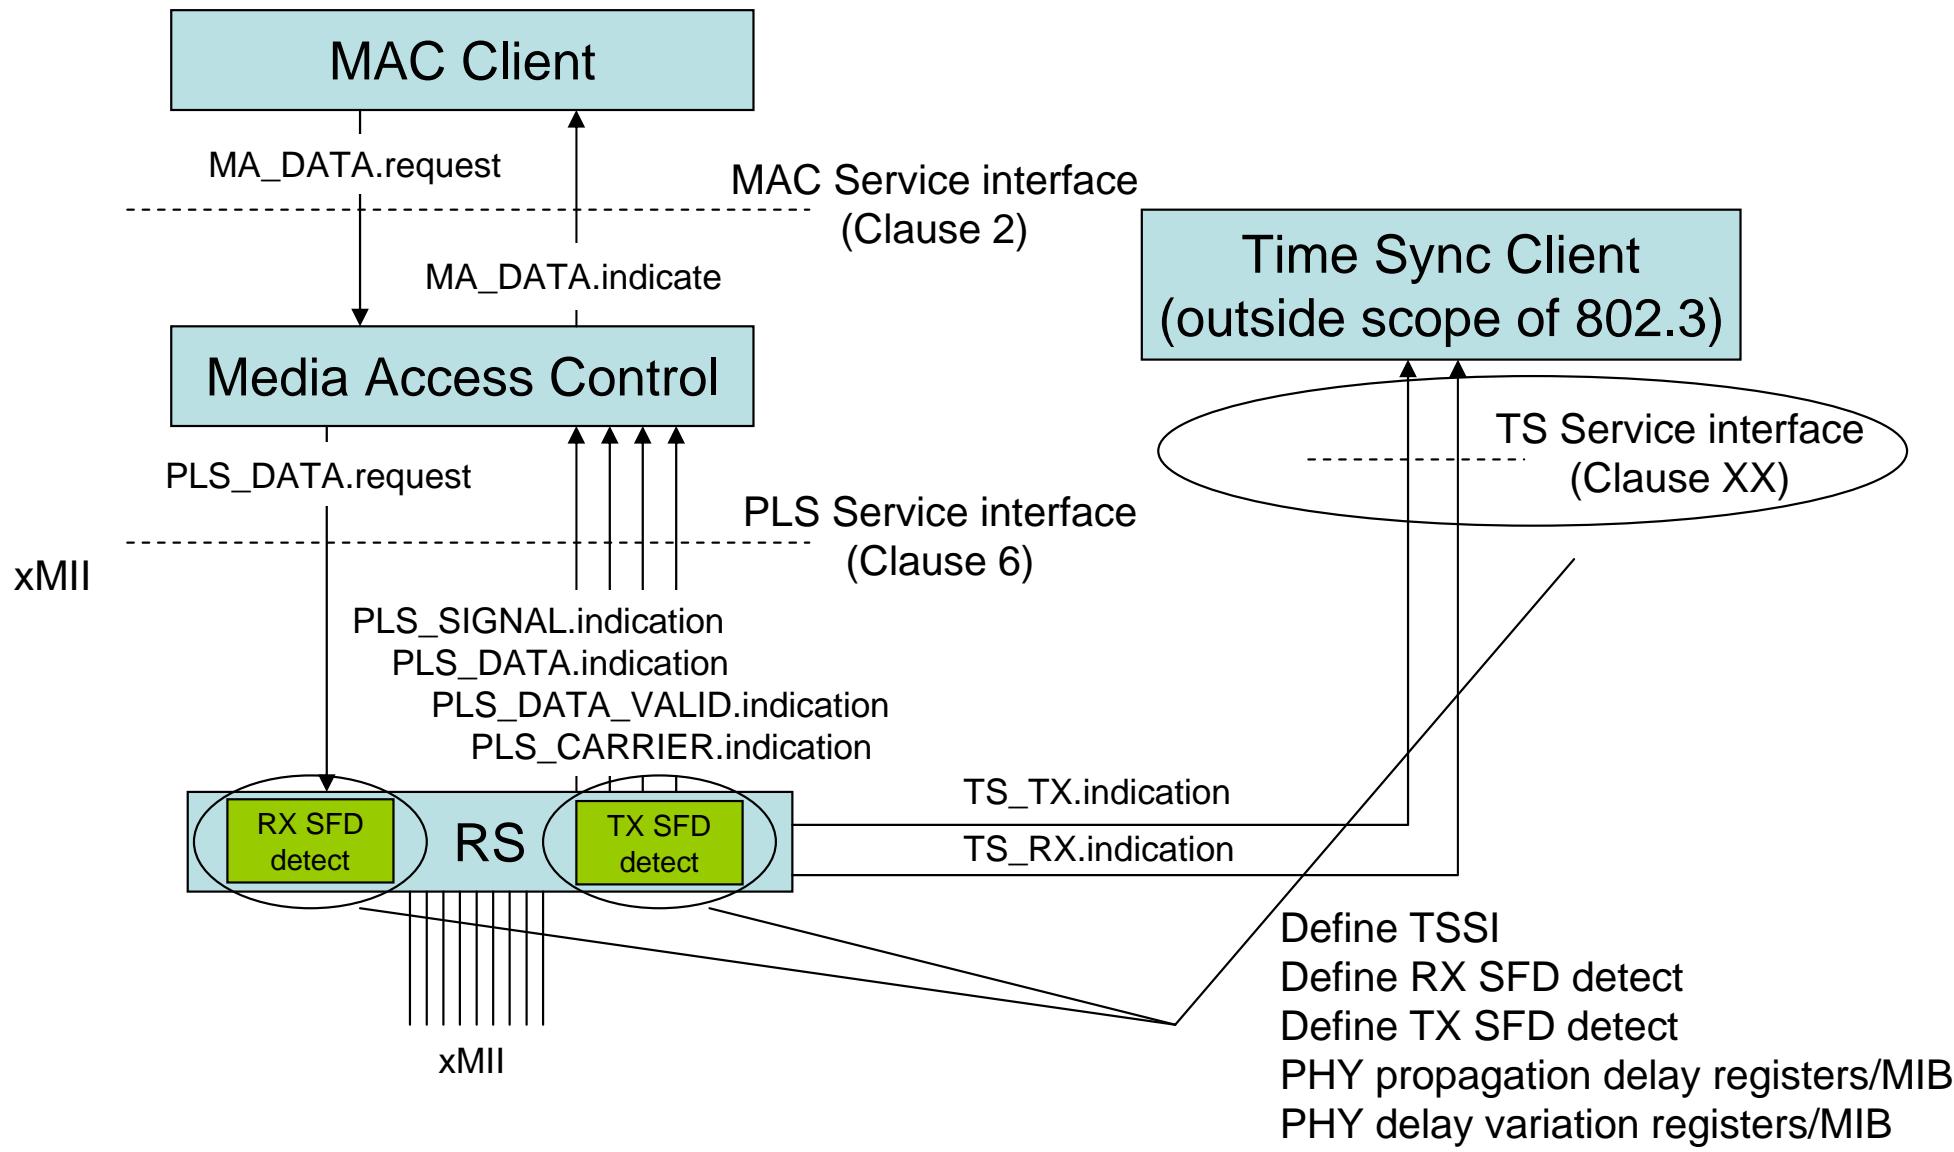 MAC Client
MA_DATA.request
MAC Service interface
(Clause 2)
MA_DATA.indicate
Time Sync Client
(outside scope of 802.3)
Media Access Control
TS Service interface
(Clause XX)
PLS_DATA.request
PLS Service interface
(Clause 6)
xMII
PLS_SIGNAL.indication
PLS_DATA.indication
PLS_DATA_VALID.indication
PLS_CARRIER.indication
RX SFD
detect
RS
TX SFD
detect
TS_TX.indication
TS_RX.indication
xMII
Define TSSI
Define RX SFD detect
Define TX SFD detect
PHY propagation delay registers/MIB
PHY delay variation registers/MIB